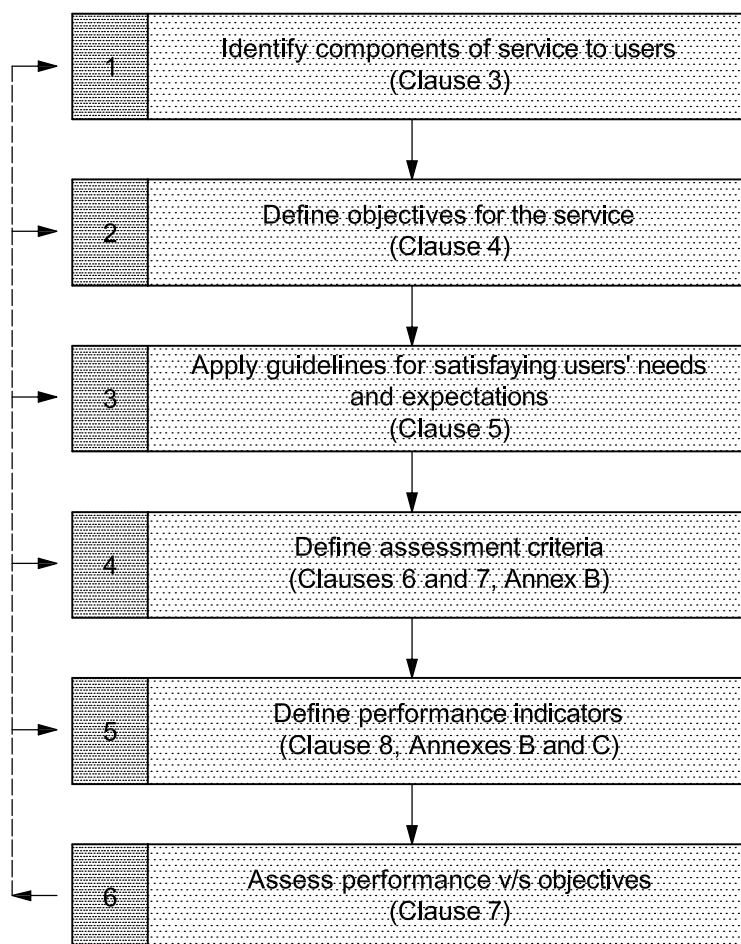 1
Identify components of service to users
(Clause 3)
2
Define objectives for the service
(Clause 4)
3
Apply guidelines for satisfaying users' needs
and expectations
(Clause 5)
4
Define assessment criteria
(Clauses 6 and 7, Annex B)
5
Define performance indicators
(Clause 8, Annexes B and C)
6
Assess performance v/s objectives
(Clause 7)